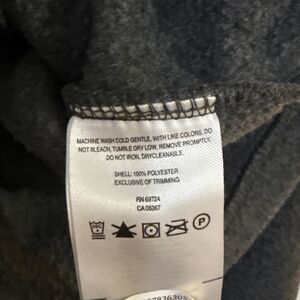 MACHINE WASH COLD GENTLE, WITH LIKE COLORS. DO
NOT BLEACH, TUMBLE DRY LOW, REMOVE PROMPTLY,
DO NOT IRON, DRYCLEANABLE.
SHELL: 100% POLYESTER
EXCLUSIVE OF TRIMMING
RN 69724
CA 05367
P